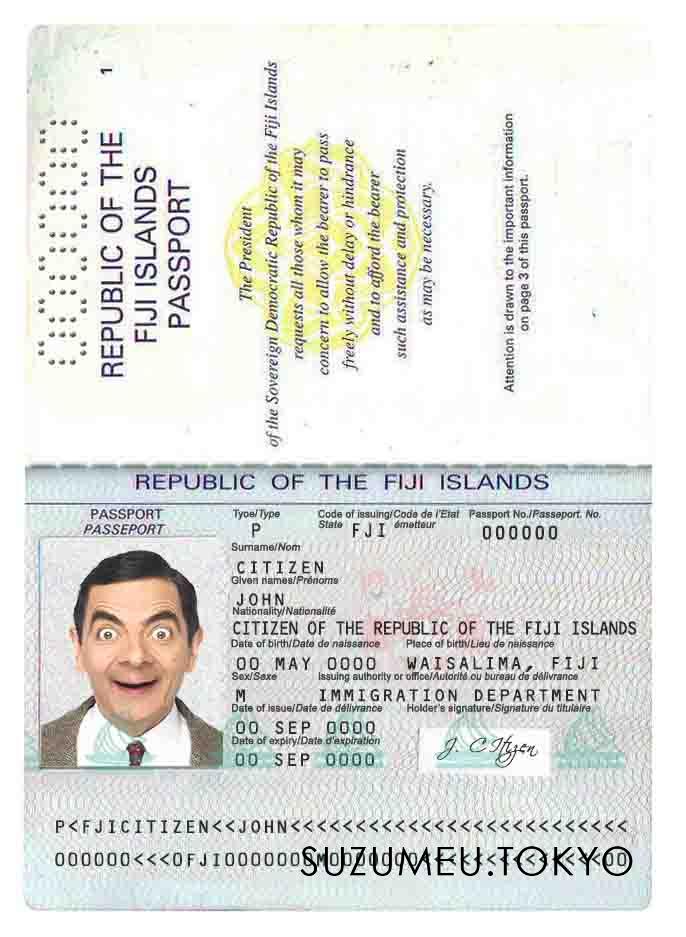 000000
1
REPUBLIC OF THE
FIJI ISLANDS
PASSPORT
The President
of the Sovereign Democratic Republic of the Fiji Islands
requests all those whom it may
concern to allow the bearer to pass
freely without delay or hindrance
and to afford the bearer
such assistance and protection
as may be necessary.
Attention is drawn to the important information
on page 3 of this passport.
REPUBLIC OF THE FIJI ISLANDS
PASSPORT
PASSEPORT
Tyoe/Type
P
Code of issuing/Code de l'Etat
State FJI émetteur
Passport No./Passeport. No.
000000
Surname/Nom
CITIZEN
Given names/Prénoms
JOHN
Nationality/Nationalité
CITIZEN OF THE REPUBLIC OF THE FIJI ISLANDS
Date of birth/Date de naissance Place of birth/Lieu de naissance
00 MAY 0000 WAISALIMA, FIJI
Sex/Sexe Issuing authority or office/Autorité ou bureau de délivrance
M IMMIGRATION DEPARTMENT
Date of issue/Date de délivrance Holder's signature/Signature du titulaire
00 SEP 0000
Date of expiry/Date d'expiration
00 SEP 0000
J. Citizen
P<FJICITIZEN<<JOHN<<<<<<<<<<<<<<<<<<<<<<<<<<
000000<<<0FJI0000000M0000000<<<<<<<<<<<<<<00
SUZUMEU.TOKYO